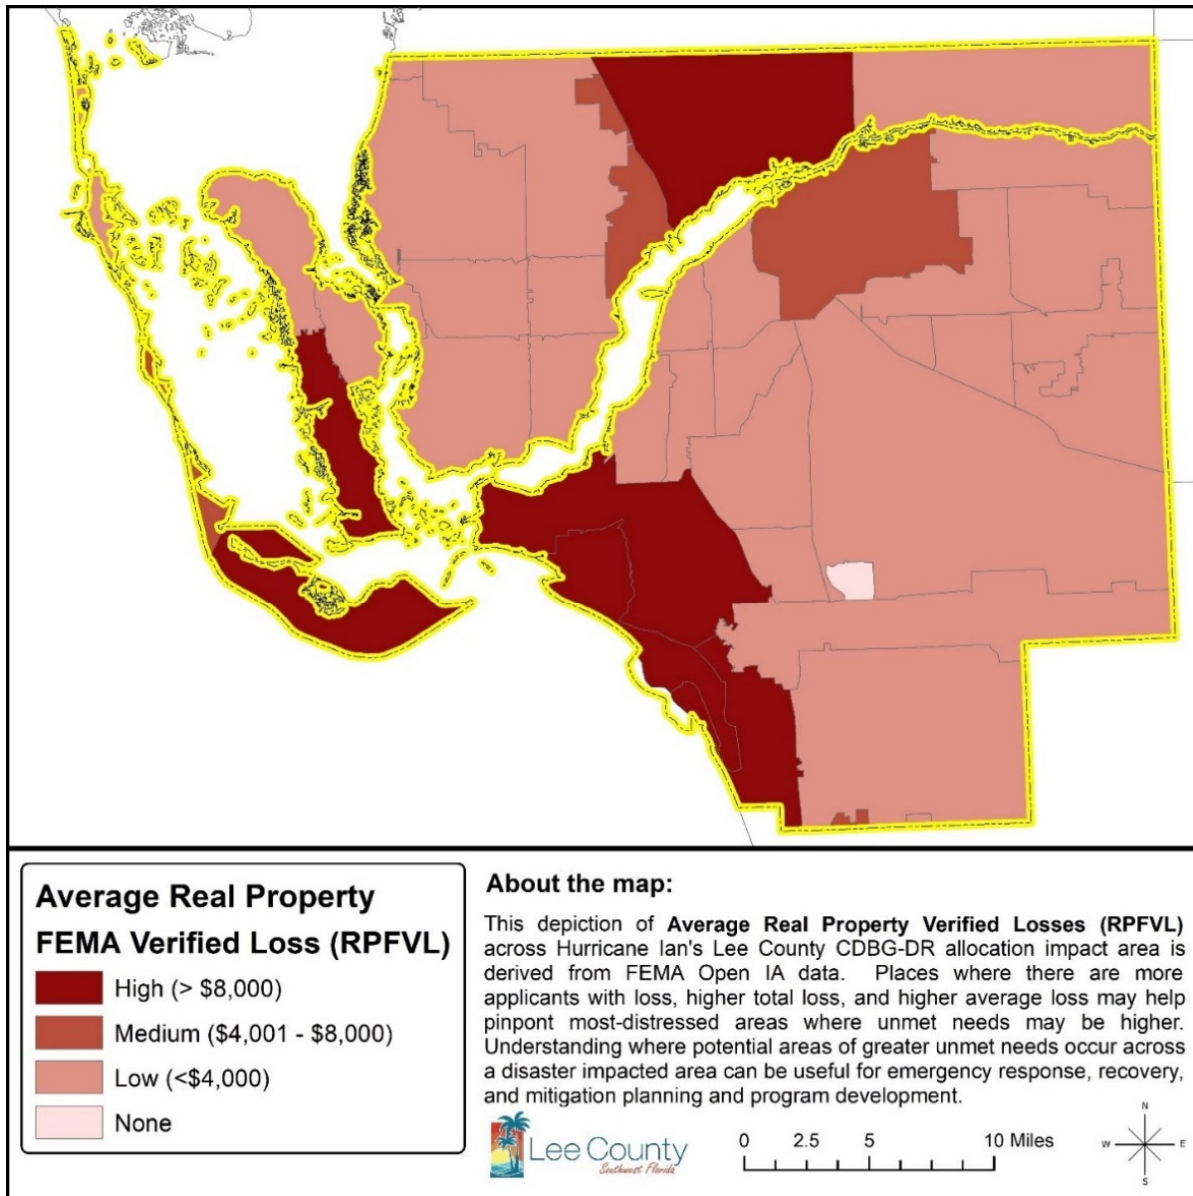 Average Real Property
FEMA Verified Loss (RPFVL)
High (> $8,000)
Medium ($4,001 - $8,000)
Low (<$4,000)
None
About the map:
This depiction of Average Real Property Verified Losses (RPFVL)
across Hurricane Ian's Lee County CDBG-DR allocation impact area is
derived from FEMA Open IA data. Places where there are more
applicants with loss, higher total loss, and higher average loss may help
pinpont most-distressed areas where unmet needs may be higher.
Understanding where potential areas of greater unmet needs occur across
a disaster impacted area can be useful for emergency response, recovery,
and mitigation planning and program development.
Lee County
Southwest Florida
0 2.5 5 10 Miles
N
W E
S